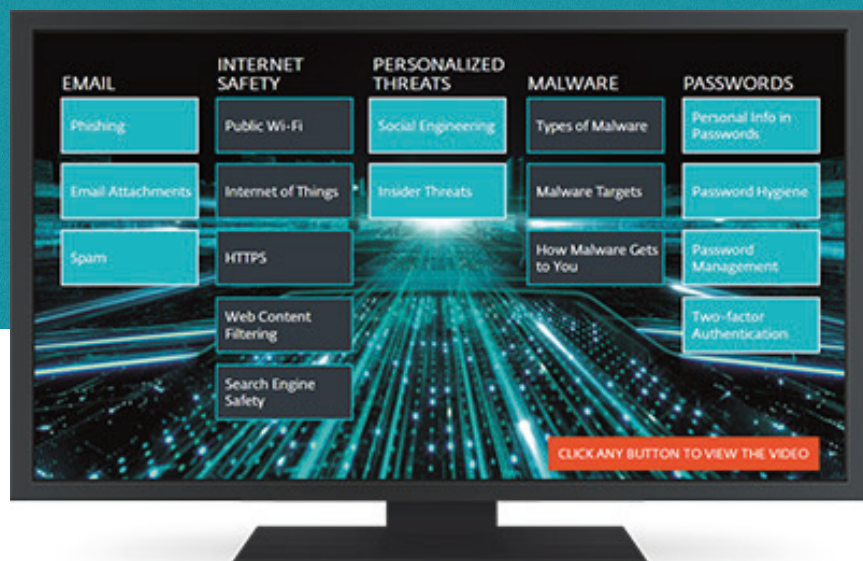 EMAIL
Phishing
Email Attachments
Spam
INTERNET
SAFETY
Public Wi-Fi
Internet of Things
HTTPS
Web Content
Filtering
Search Engine
Safety
PERSONALIZED
THREATS
Social Engineering
Insider Threats
MALWARE
Types of Malware
Malware Targets
How Malware Gets
to You
PASSWORDS
Personal Info in
Passwords
Password Hygiene
Password
Management
Two-factor
Authentication
CLICK ANY BUTTON TO VIEW THE VIDEO